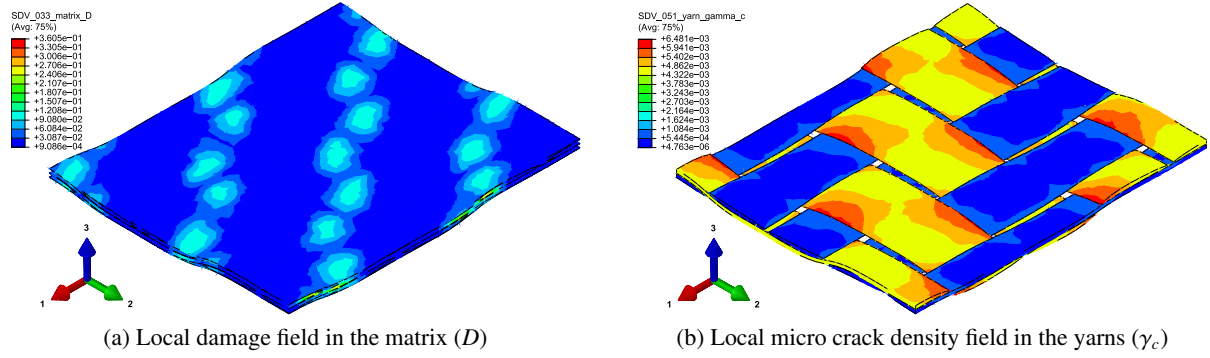 SDV_033_matrix_D
(Avg: 75%)
+3.605e−01
+3.305e−01
+3.006e−01
+2.706e−01
+2.406e−01
+2.107e−01
+1.807e−01
+1.507e−01
+1.208e−01
+9.080e−02
+6.084e−02
+3.087e−02
+9.086e−04
3
1
2
(a) Local damage field in the matrix (D)
SDV_051_yarn_gamma_c
(Avg: 75%)
+6.481e−03
+5.941e−03
+5.402e−03
+4.862e−03
+4.322e−03
+3.783e−03
+3.243e−03
+2.703e−03
+2.164e−03
+1.624e−03
+1.084e−03
+5.445e−04
+4.763e−06
3
1
2
(b) Local micro crack density field in the yarns (γc)